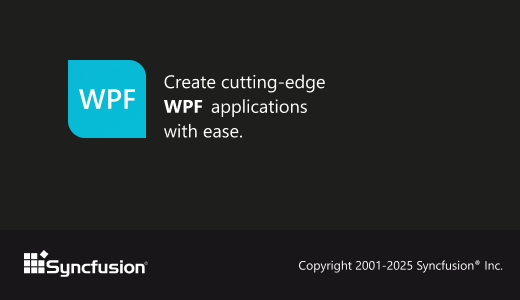 WPF
Create cutting-edge
WPF applications
with ease.
Syncfusion®
Copyright 2001-2025 Syncfusion® Inc.